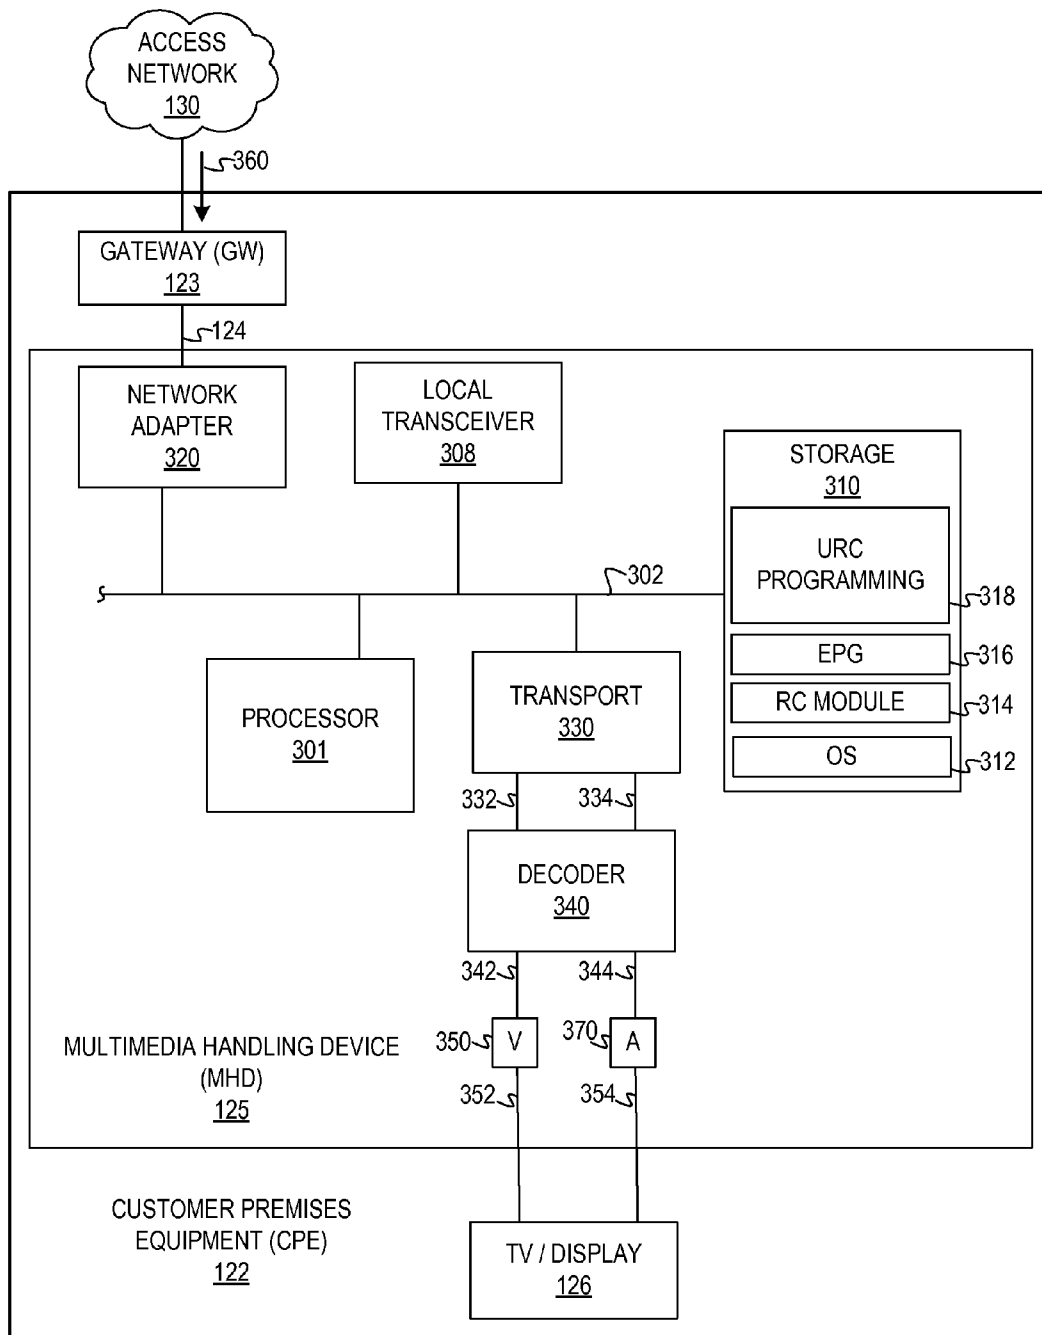 ACCESS
NETWORK
130
360
GATEWAY (GW)
123
124
NETWORK
ADAPTER
320
LOCAL
TRANSCEIVER
308
STORAGE
310
URC
PROGRAMMING
318
EPG
316
RC MODULE
314
OS
312
302
PROCESSOR
301
TRANSPORT
330
332
334
DECODER
340
342
344
350
V
370
A
352
354
MULTIMEDIA HANDLING DEVICE
(MHD)
125
CUSTOMER PREMISES
EQUIPMENT (CPE)
122
TV / DISPLAY
126